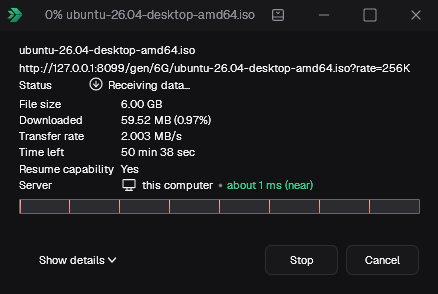 0% ubuntu-26.04-desktop-amd64.iso
ubuntu-26.04-desktop-amd64.iso
http://127.0.0.1:8099/gen/6G/ubuntu-26.04-desktop-amd64.iso?rate=256K
Status Receiving data...
File size 6.00 GB
Downloaded 59.52 MB (0.97%)
Transfer rate 2.003 MB/s
Time left 50 min 38 sec
Resume capability Yes
Server this computer • about 1 ms (near)
Show details Stop Cancel